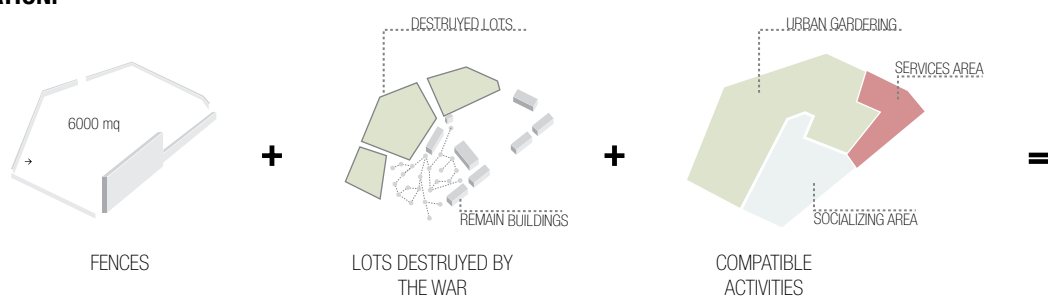 DESTRUYED LOTS
URBAN GARDERING
SERVICES AREA
6000 mq
+
+
=
REMAIN BUILDINGS
SOCIALIZING AREA
FENCES
LOTS DESTRUYED BY
THE WAR
COMPATIBLE
ACTIVITIES